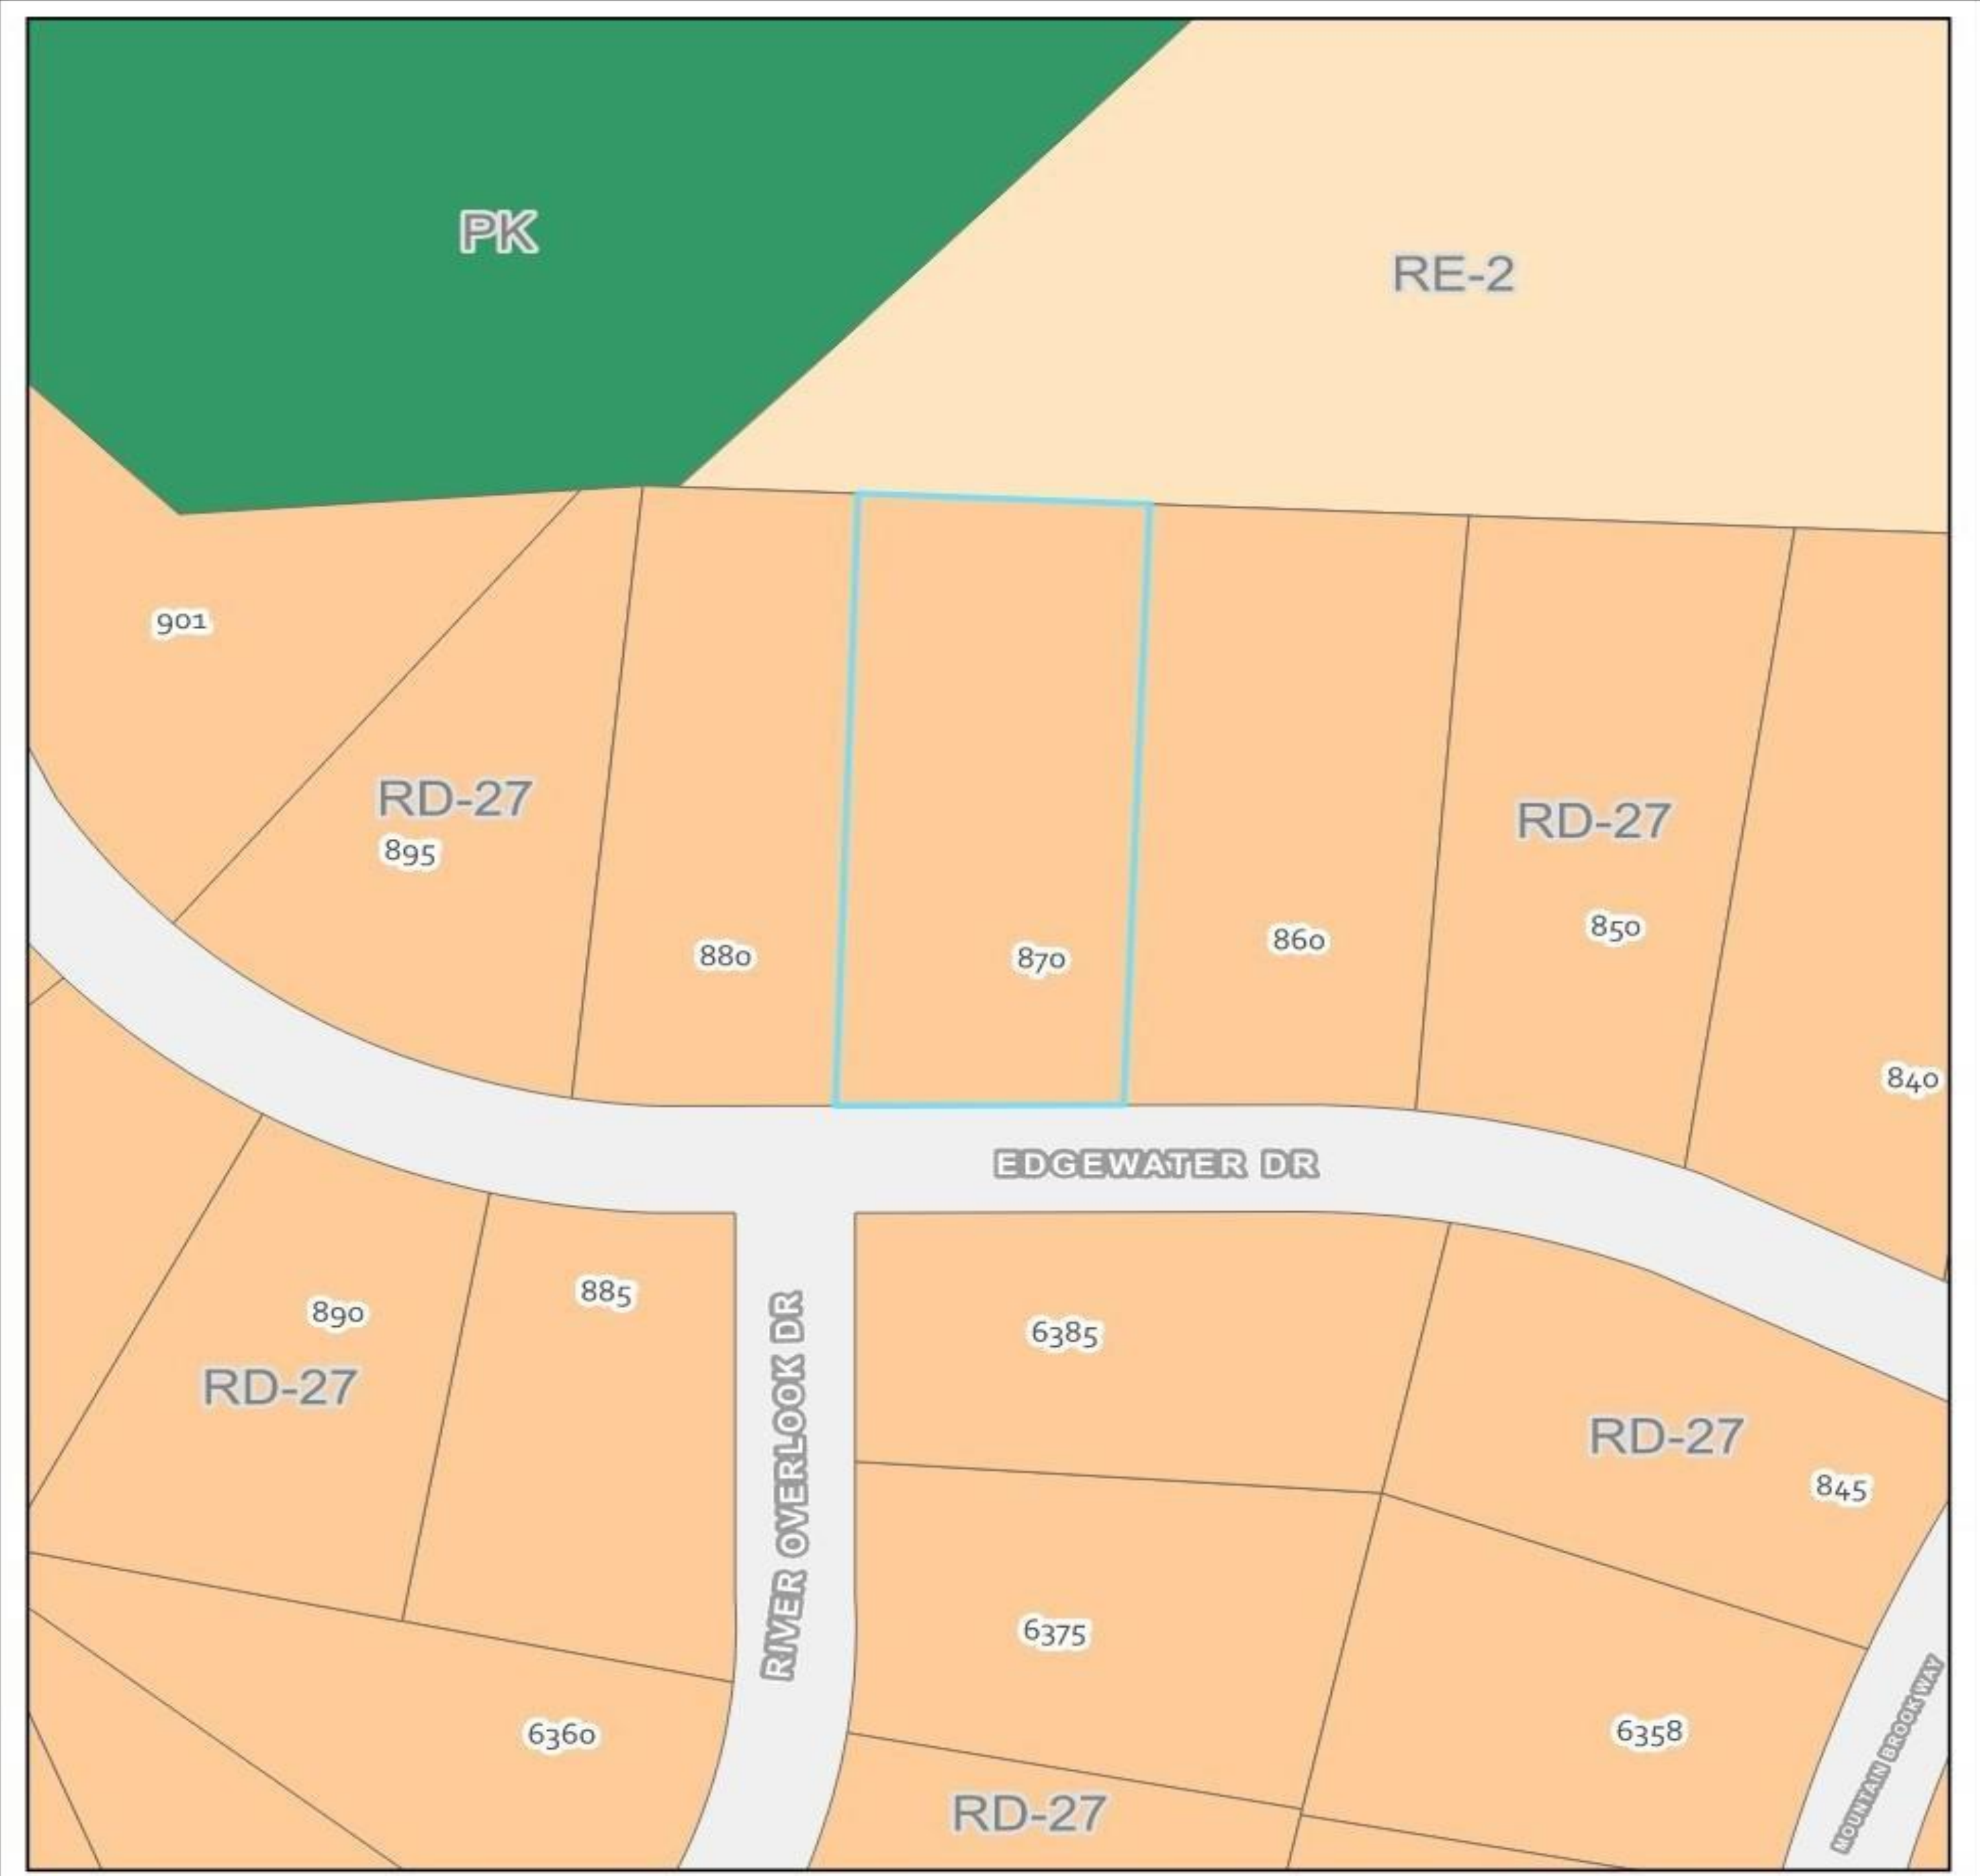 PK
RE-2
901
RD-27
895
RD-27
850
880
870
860
840
EDGEWATER DR
890
885
6385
RD-27
RIVER OVERLOOK DR
RD-27
845
6375
6360
6358
RD-27
MOUNTAIN BROOK WAY